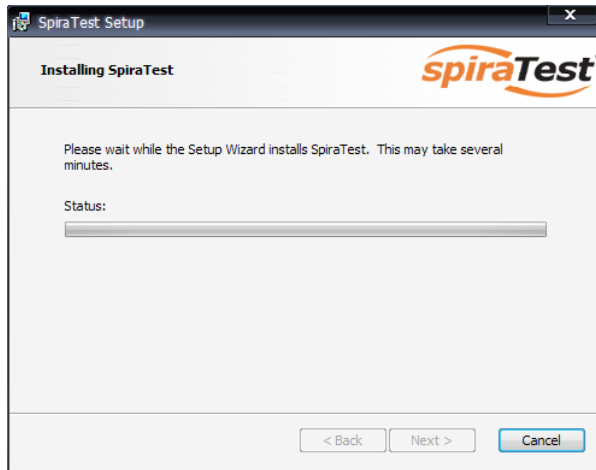 SpiraTest Setup
x
Installing SpiraTest
spiraTest
Please wait while the Setup Wizard installs SpiraTest. This may take several
minutes.
Status:
< Back
Next >
Cancel